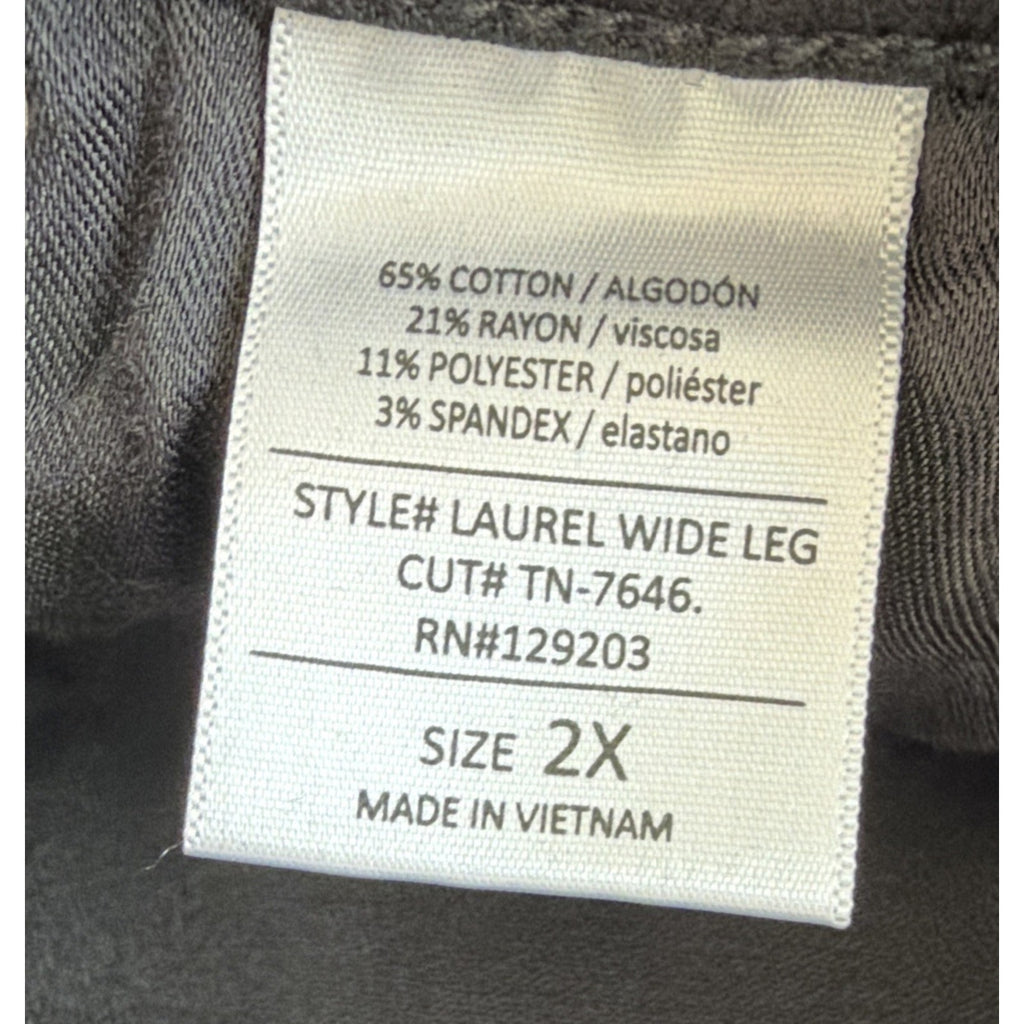 65% COTTON / ALGODÓN
21% RAYON / viscosa
11% POLYESTER / poliéster
3% SPANDEX / elastano
STYLE# LAUREL WIDE LEG
CUT# TN-7646.
RN#129203
SIZE 2X
MADE IN VIETNAM